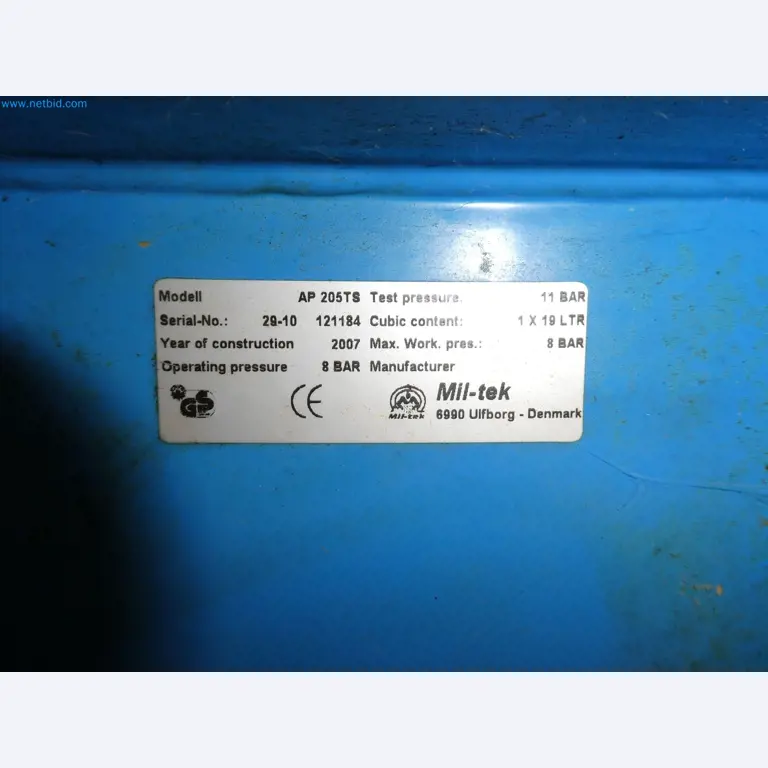 www.netbid.com
Modell AP 205TS Test pressure. 11 BAR
Serial-No.: 29-10 121184 Cubic content: 1 X 19 LTR
Year of construction 2007 Max. Work. pres.: 8 BAR
Operating pressure 8 BAR Manufacturer
GS CE MIL-tek Mil-tek
6990 Ulfborg - Denmark